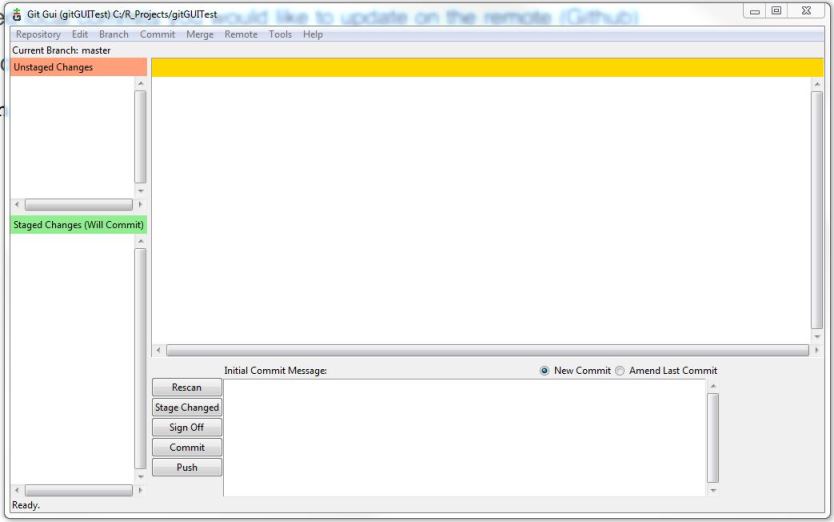 Git Gui (gitGUITest) C:/R_Projects/gitGUITest
would like to update on the remote (Github)
Repository Edit Branch Commit Merge Remote Tools Help
Current Branch: master
Unstaged Changes
Staged Changes (Will Commit)
Initial Commit Message:
New Commit
Amend Last Commit
Rescan
Stage Changed
Sign Off
Commit
Push
Ready.